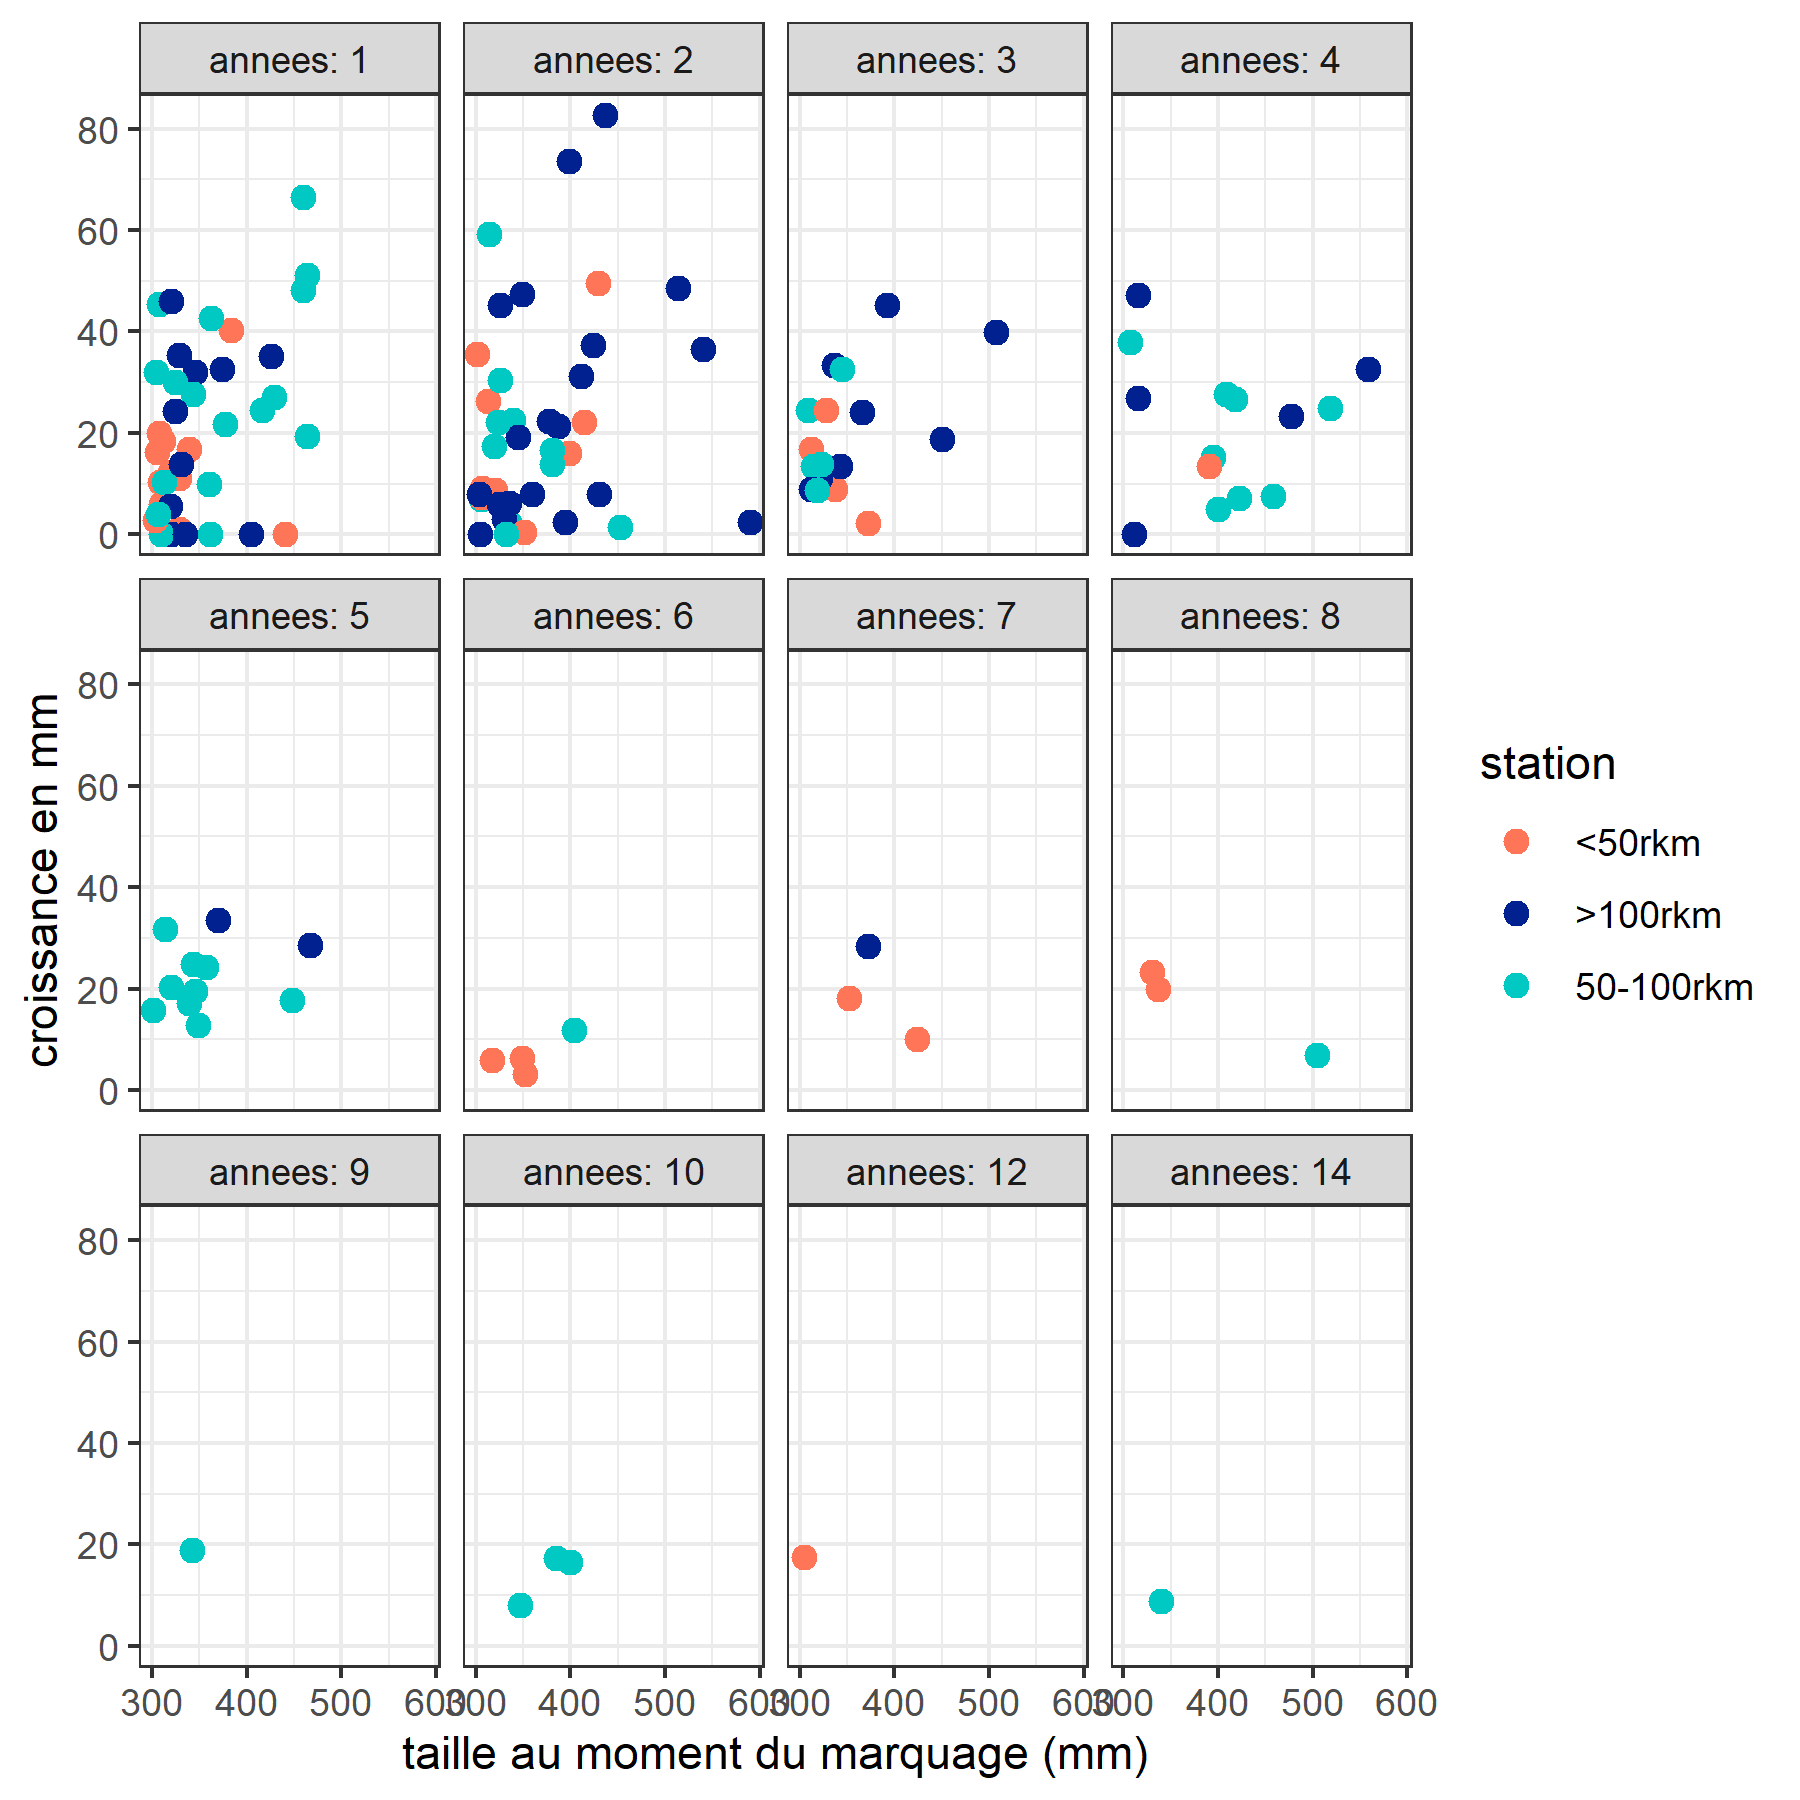 annees: 1
annees: 2
annees: 3
annees: 4
80
60
40
20
0
annees: 5
annees: 6
annees: 7
annees: 8
80
60
40
20
0
annees: 9
annees: 10
annees: 12
annees: 14
80
60
40
20
0
300 400 500 600
300 400 500 600
300 400 500 600
300 400 500 600
taille au moment du marquage (mm)
croissance en mm
station
<50rkm
>100rkm
50-100rkm